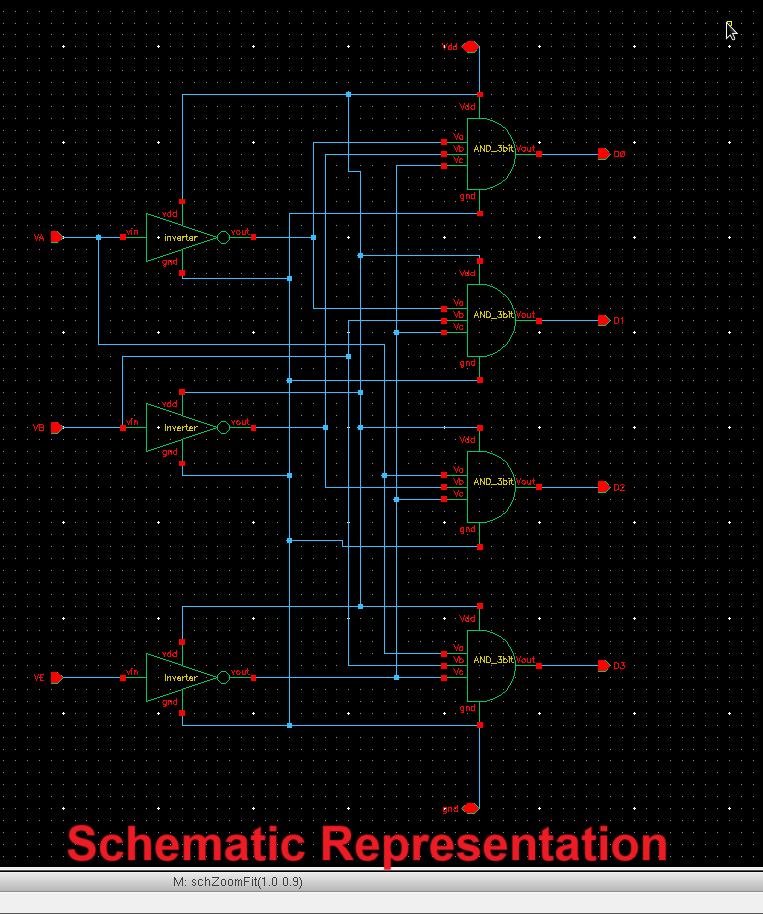 Vdd
Vdd
Va
Vb
Vc
AND_3bit
Vout
D0
gnd
vdd
VA
vin
inverter
vout
gnd
Vdd
Va
Vb
Vc
AND_3bit
Vout
D1
gnd
vdd
VB
vin
Inverter
vout
gnd
Vdd
Va
Vb
Vc
AND_3bit
Vout
D2
gnd
Vdd
vdd
Va
Vb
Vc
AND_3bit
Vout
D3
VE
vin
Inverter
vout
gnd
gnd
gnd
Schematic Representation
M: schZoomFit(1.0 0.9)